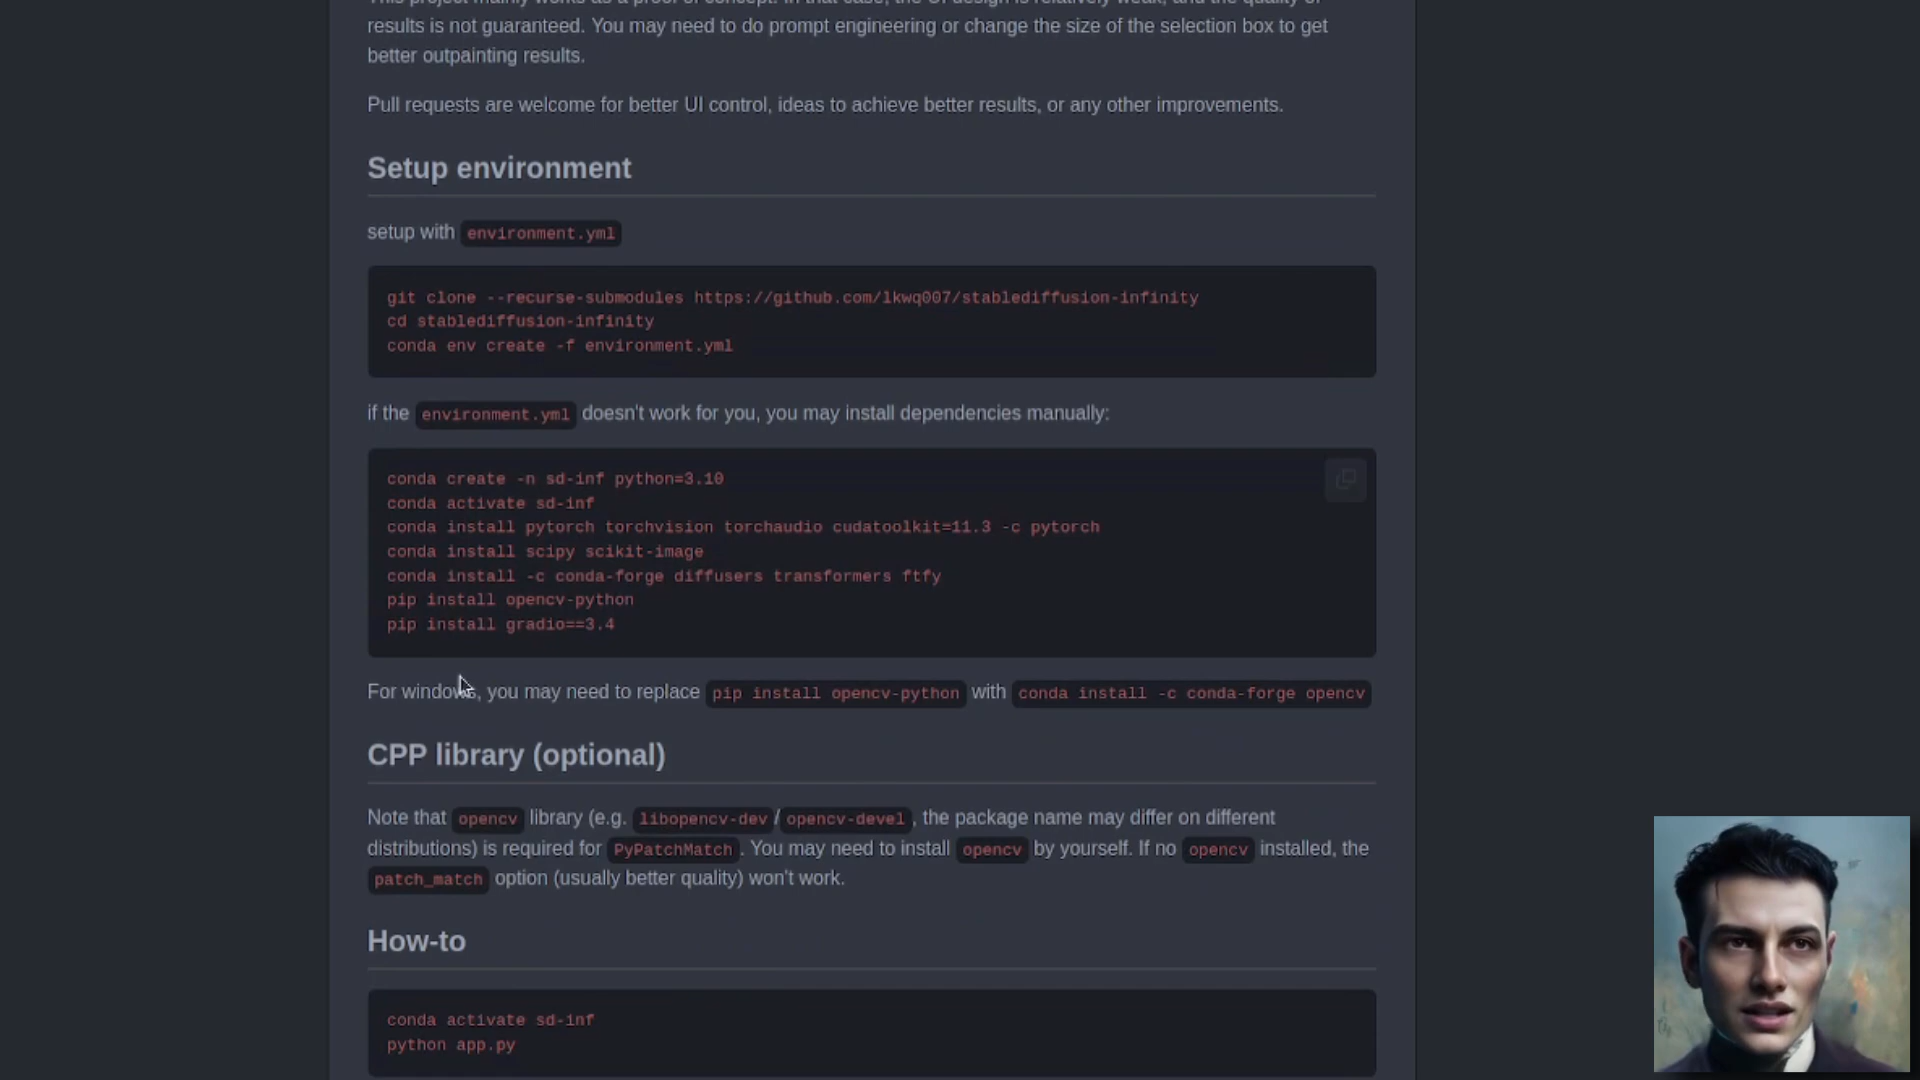 results is not guaranteed. You may need to do prompt engineering or change the size of the selection box to get
better outpainting results.
Pull requests are welcome for better UI control, ideas to achieve better results, or any other improvements.
Setup environment
setup with environment.yml
git clone --recurse-submodules https://github.com/lkwq007/stablediffusion-infinity
cd stablediffusion-infinity
conda env create -f environment.yml
if the environment.yml doesn't work for you, you may install dependencies manually:
conda create -n sd-inf python=3.10
conda activate sd-inf
conda install pytorch torchvision torchaudio cudatoolkit=11.3 -c pytorch
conda install scipy scikit-image
conda install -c conda-forge diffusers transformers ftfy
pip install opencv-python
pip install gradio==3.4
For windows, you may need to replace pip install opencv-python with conda install -c conda-forge opencv
CPP library (optional)
Note that opencv library (e.g. libopencv-dev/opencv-devel, the package name may differ on different
distributions) is required for PyPatchMatch. You may need to install opencv by yourself. If no opencv installed, the
patch_match option (usually better quality) won't work.
How-to
conda activate sd-inf
python app.py